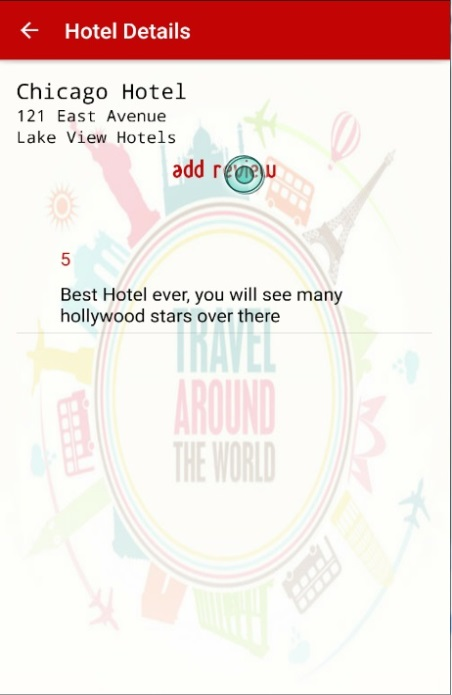 Hotel Details
Chicago Hotel
121 East Avenue
Lake View Hotels
add review
5
Best Hotel ever, you will see many
hollywood stars over there
TRAVEL
AROUND
THE WORLD